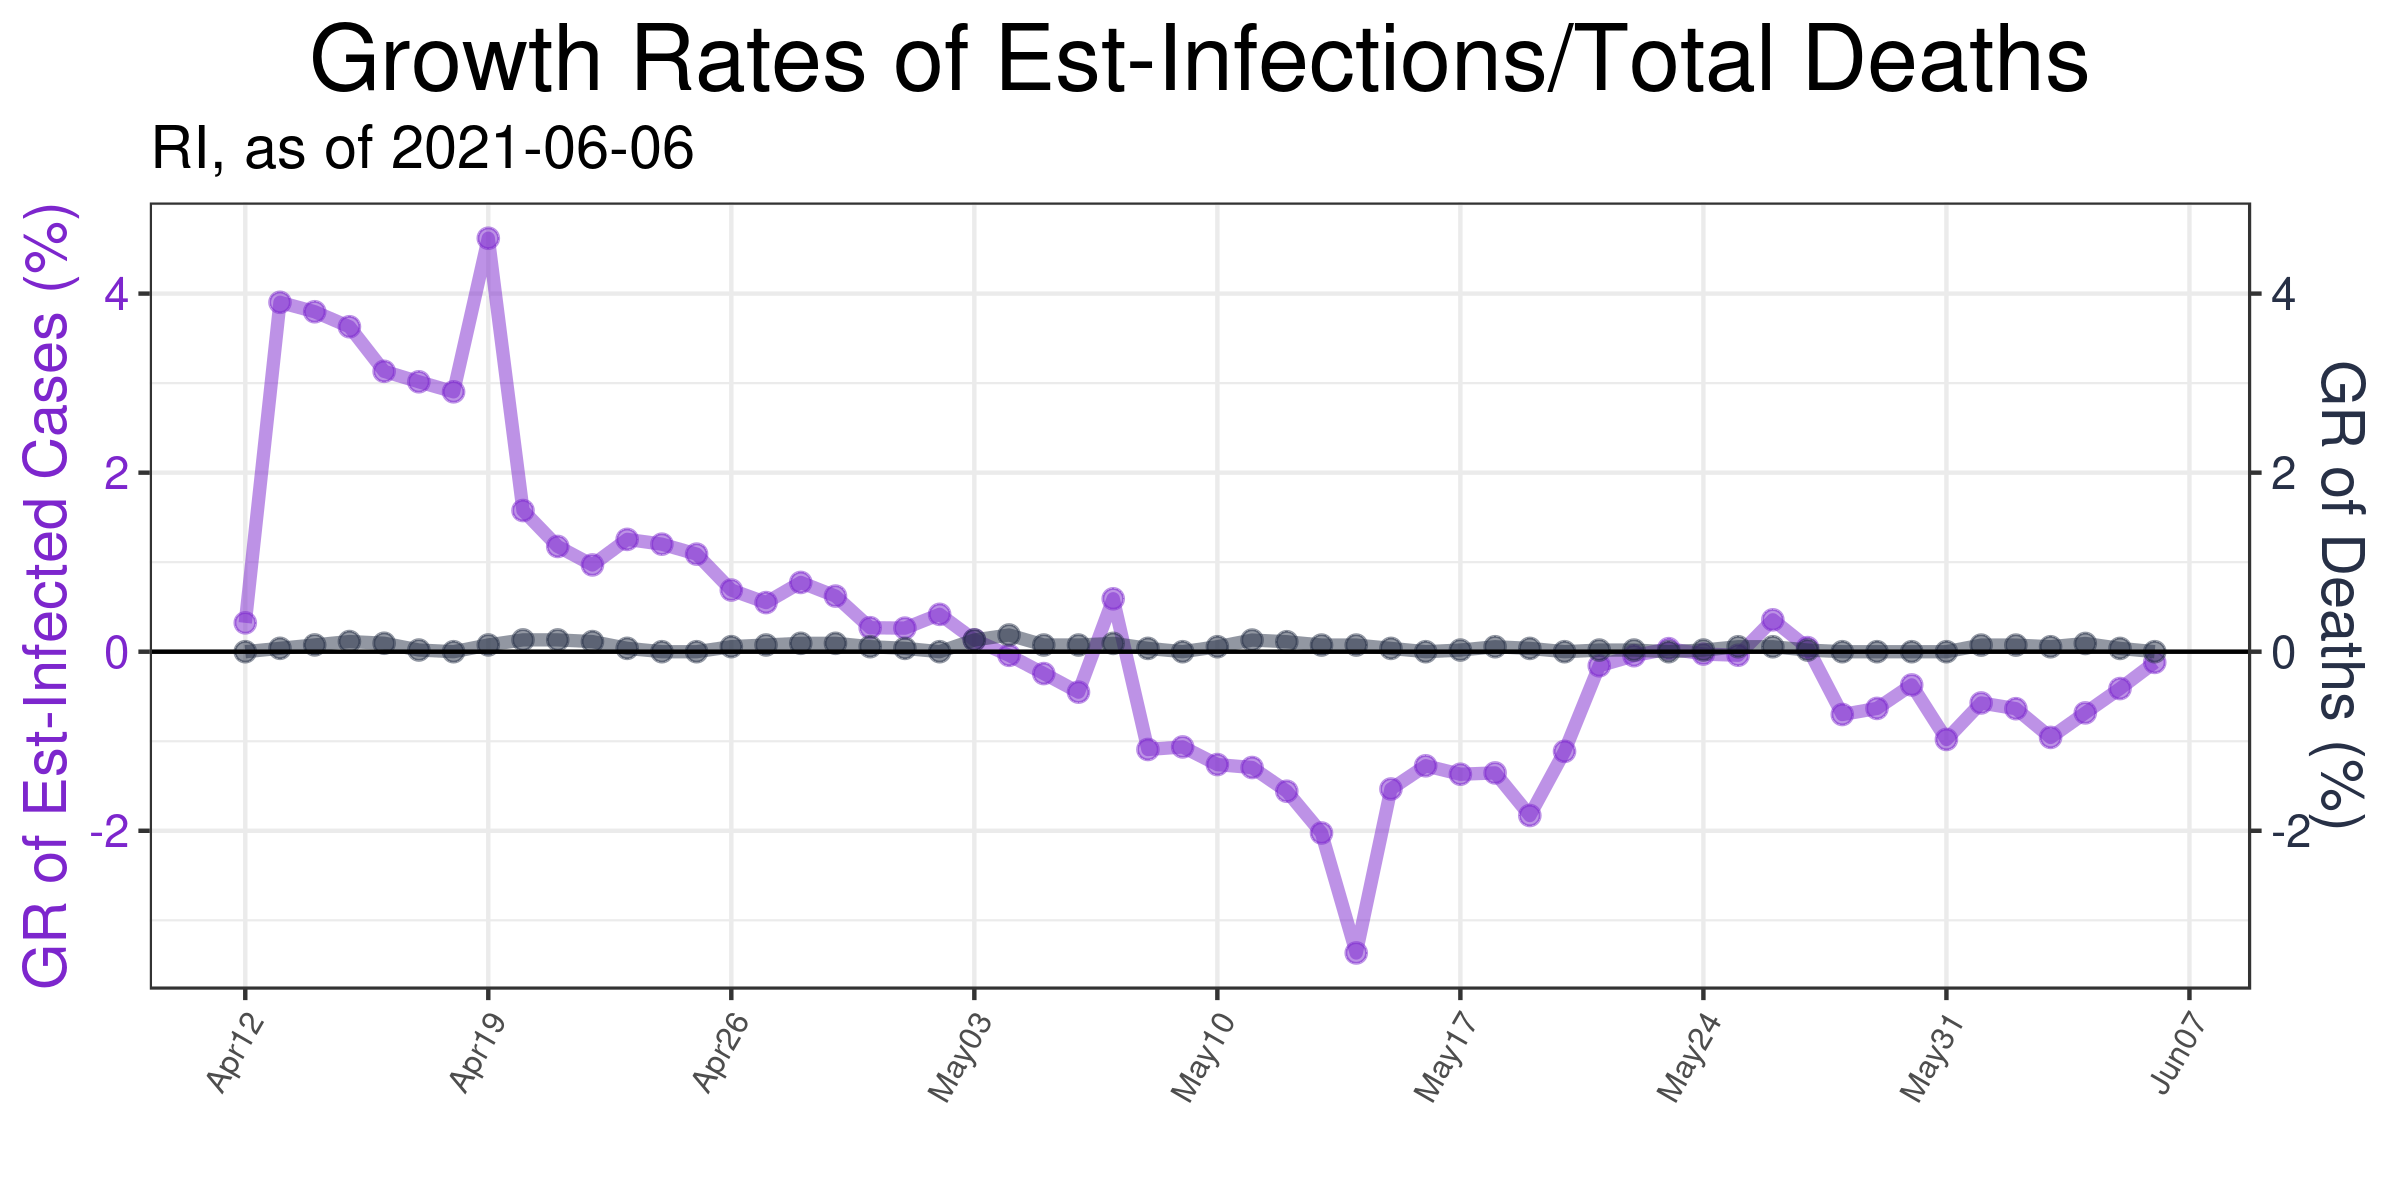 Growth Rates of Est-Infections/Total Deaths
RI, as of 2021-06-06
GR of Est-Infected Cases (%)
4
2
0
-2
4
2
0
-2
GR of Deaths (%)
Apr12
Apr19
Apr26
May03
May10
May17
May24
May31
Jun07